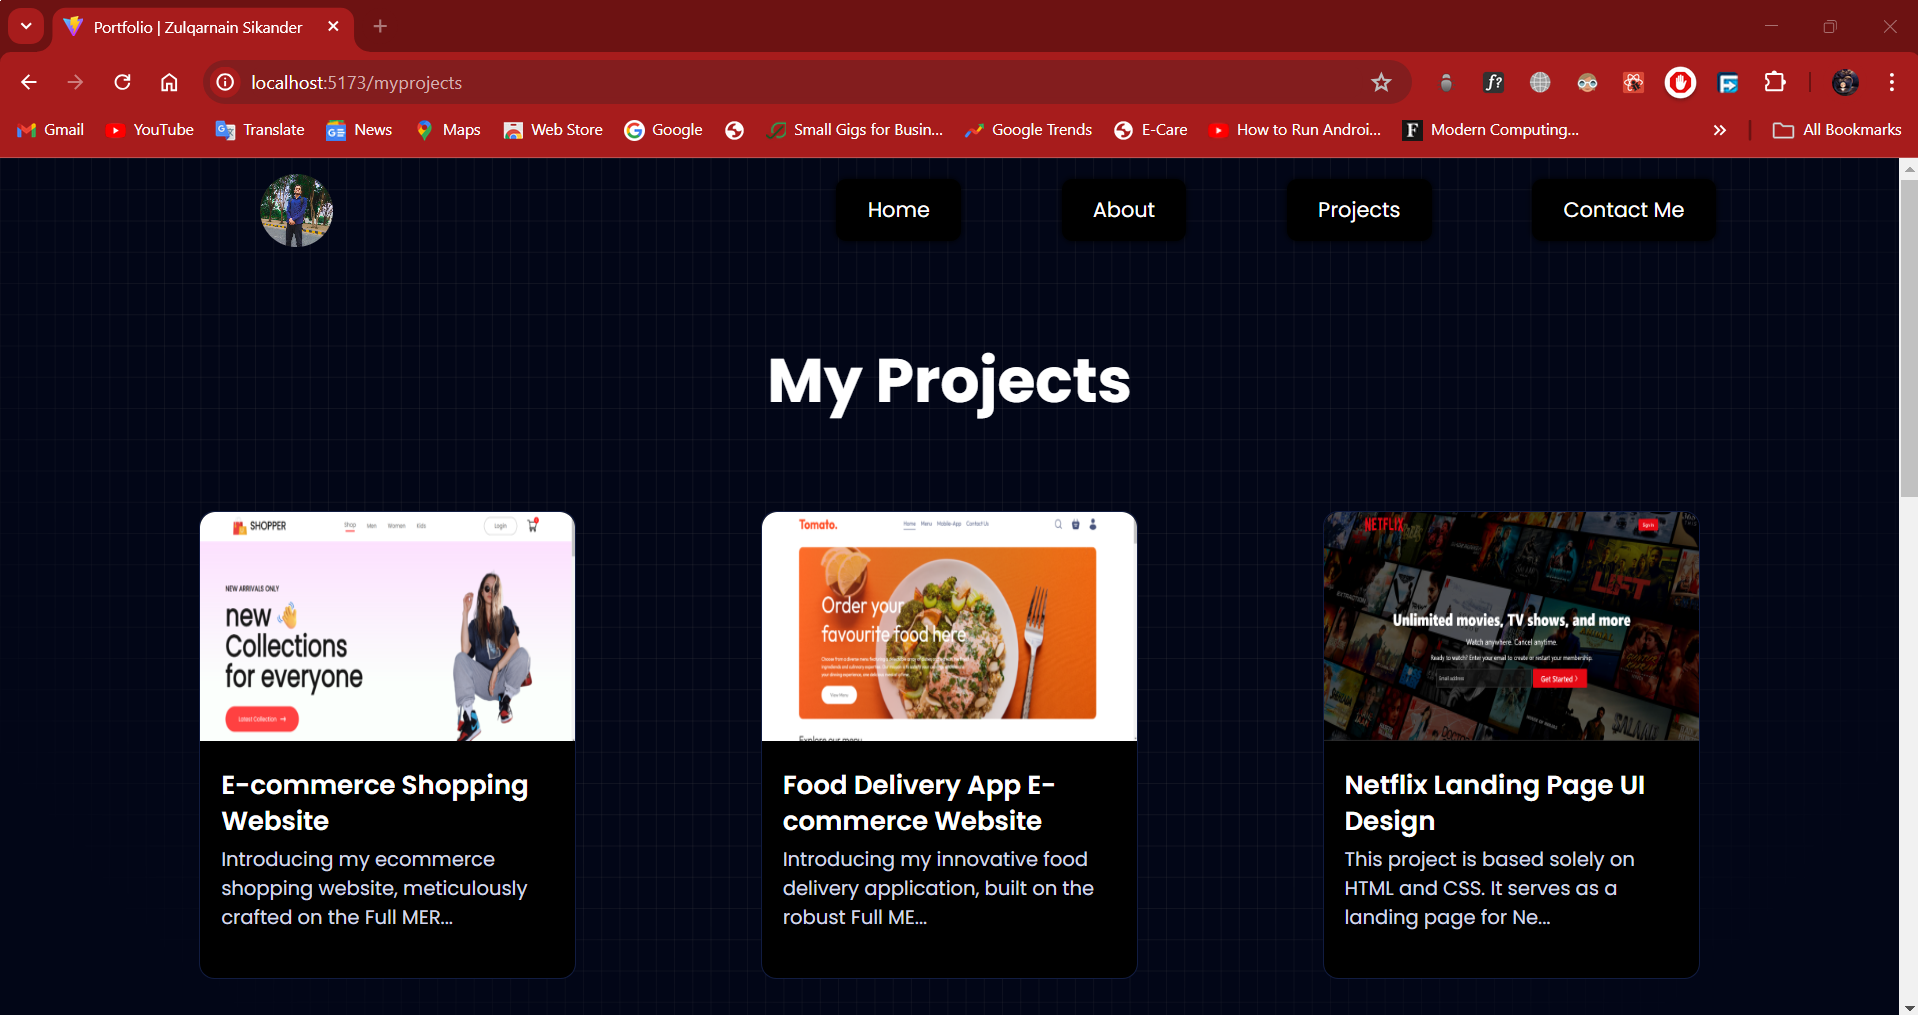 Portfolio | Zulqarnain Sikander
localhost:5173/myprojects
Gmail YouTube Translate News Maps Web Store Google Small Gigs for Busin... Google Trends E-Care How to Run Androi... Modern Computing... All Bookmarks
Home About Projects Contact Me
My Projects
SHOPPER Shop Men Women Kids Login
NEW ARRIVALS ONLY
new 👋
Collections
for everyone
Latest Collection →
E-commerce Shopping
Website
Introducing my ecommerce
shopping website, meticulously
crafted on the Full MER...
Tomato. Home Menu Mobile-App Contact Us
Order your
favourite food here
View Menu
Explore our menu
Food Delivery App E-
commerce Website
Introducing my innovative food
delivery application, built on the
robust Full ME...
NETFLIX Sign In
Unlimited movies, TV shows, and more
Watch anywhere. Cancel anytime.
Ready to watch? Enter your email to create or restart your membership.
Email address Get Started >
Netflix Landing Page UI
Design
This project is based solely on
HTML and CSS. It serves as a
landing page for Ne...